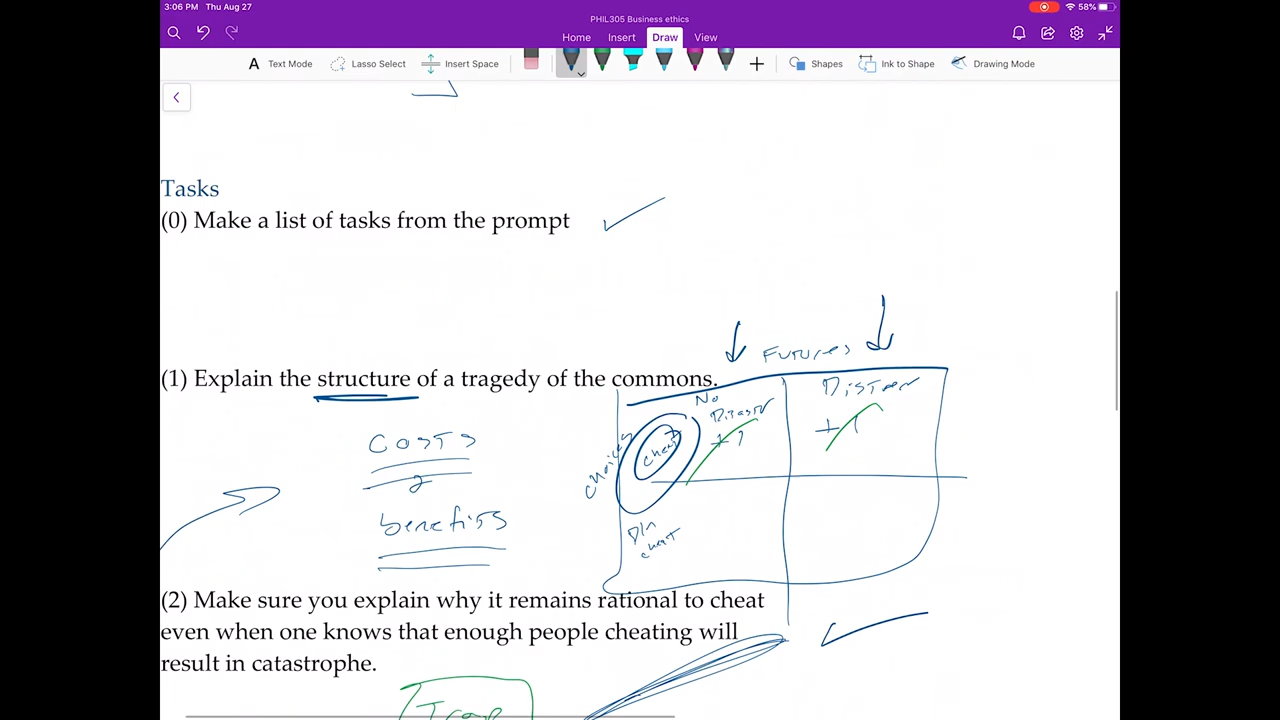 3:06 PM Thu Aug 27
58%
PHIL305 Business ethics
Home Insert Draw View
A Text Mode Lasso Select Insert Space Shapes Ink to Shape Drawing Mode
Tasks
(0) Make a list of tasks from the prompt
Futures
(1) Explain the structure of a tragedy of the commons.
No
Disaster
+1
+1
choices
cheat
costs
benefits
cheat
(2) Make sure you explain why it remains rational to cheat
even when one knows that enough people cheating will
result in catastrophe.